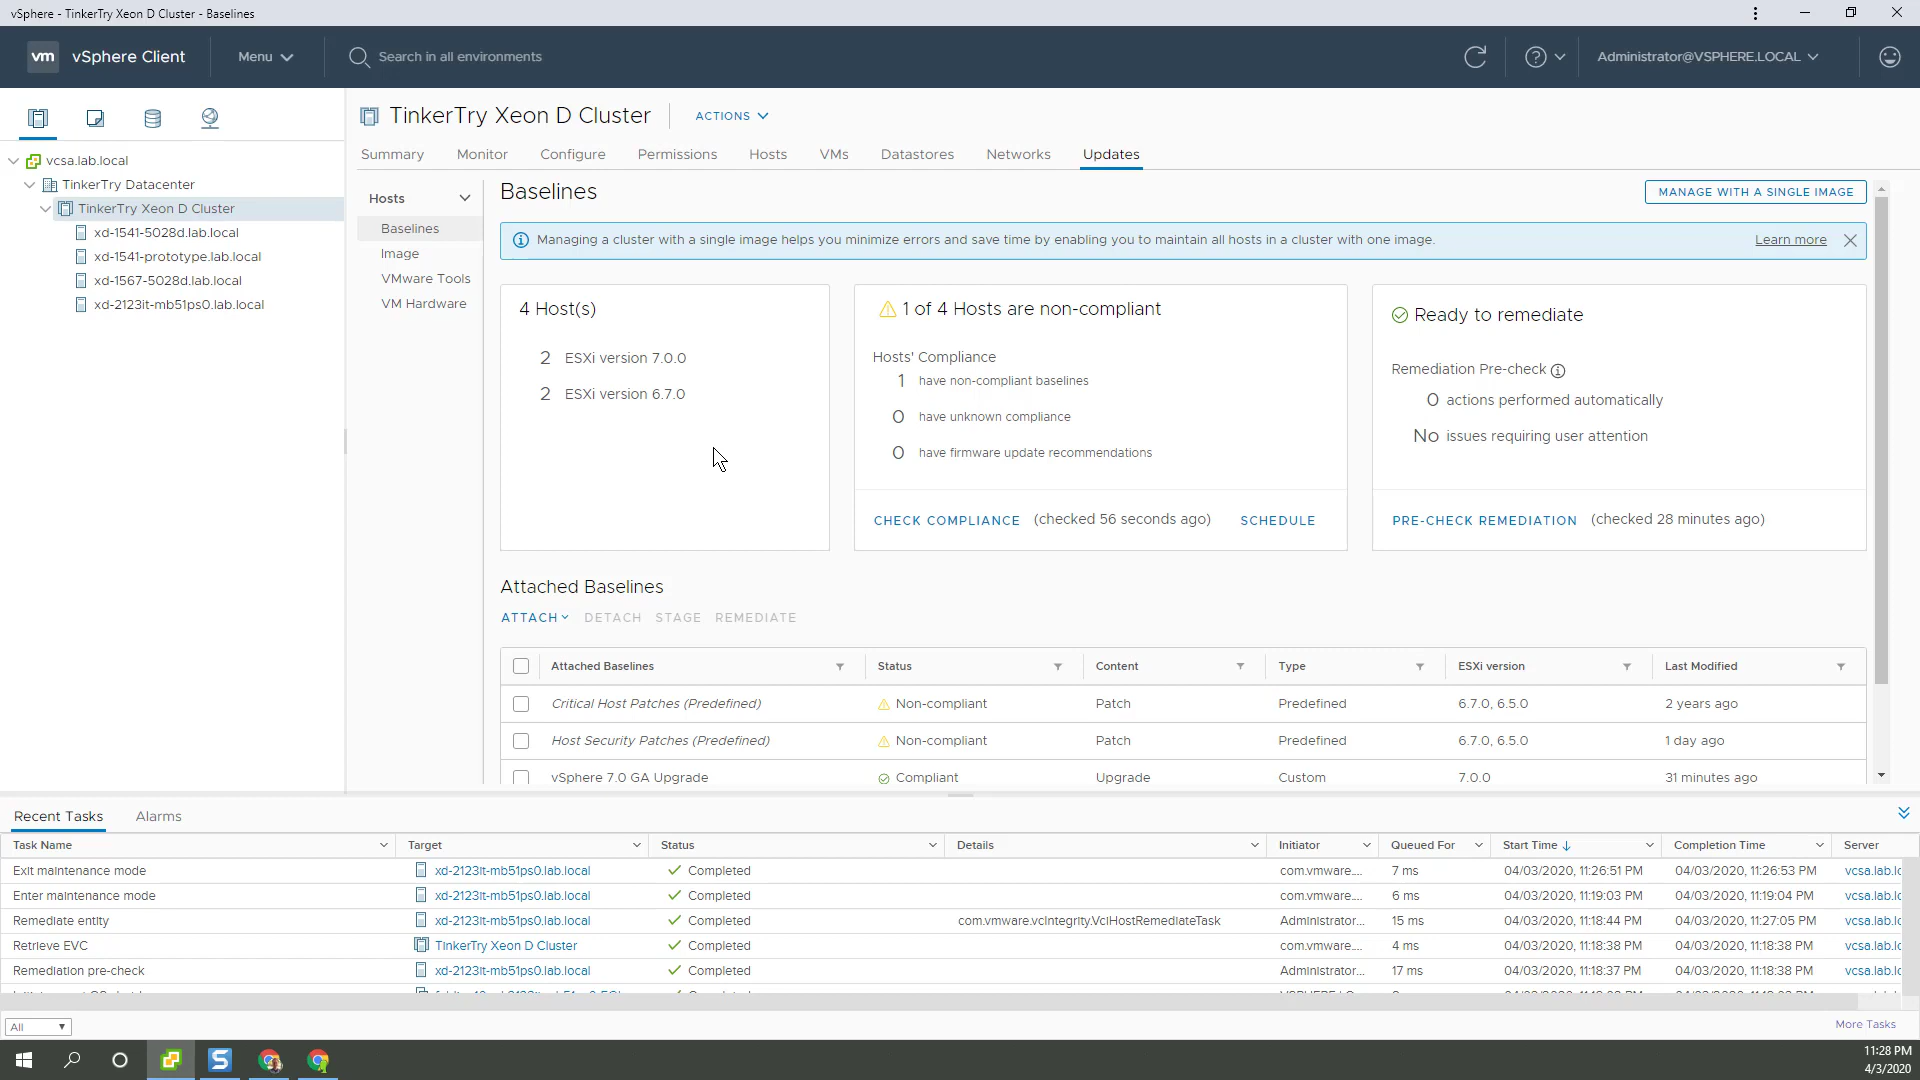 vSphere - TinkerTry Xeon D Cluster - Baselines
vm vSphere Client Menu Search in all environments Administrator@VSPHERE.LOCAL
TinkerTry Xeon D Cluster ACTIONS
Summary Monitor Configure Permissions Hosts VMs Datastores Networks Updates
vcsa.lab.local
TinkerTry Datacenter
TinkerTry Xeon D Cluster
xd-1541-5028d.lab.local
xd-1541-prototype.lab.local
xd-1567-5028d.lab.local
xd-2123it-mb51ps0.lab.local
Hosts
Baselines
Image
VMware Tools
VM Hardware
Baselines MANAGE WITH A SINGLE IMAGE
Managing a cluster with a single image helps you minimize errors and save time by enabling you to maintain all hosts in a cluster with one image. Learn more
4 Host(s)
2 ESXi version 7.0.0
2 ESXi version 6.7.0
1 of 4 Hosts are non-compliant
Hosts' Compliance
1 have non-compliant baselines
0 have unknown compliance
0 have firmware update recommendations
CHECK COMPLIANCE (checked 56 seconds ago) SCHEDULE
Ready to remediate
Remediation Pre-check
0 actions performed automatically
No issues requiring user attention
PRE-CHECK REMEDIATION (checked 28 minutes ago)
Attached Baselines
ATTACH DETACH STAGE REMEDIATE
Attached Baselines Status Content Type ESXi version Last Modified
Critical Host Patches (Predefined) Non-compliant Patch Predefined 6.7.0, 6.5.0 2 years ago
Host Security Patches (Predefined) Non-compliant Patch Predefined 6.7.0, 6.5.0 1 day ago
vSphere 7.0 GA Upgrade Compliant Upgrade Custom 7.0.0 31 minutes ago
Recent Tasks Alarms
Task Name Target Status Details Initiator Queued For Start Time Completion Time Server
Exit maintenance mode xd-2123it-mb51ps0.lab.local Completed com.vmware.... 7 ms 04/03/2020, 11:26:51 PM 04/03/2020, 11:26:53 PM vcsa.lab.lo
Enter maintenance mode xd-2123it-mb51ps0.lab.local Completed com.vmware.... 6 ms 04/03/2020, 11:19:03 PM 04/03/2020, 11:19:04 PM vcsa.lab.lo
Remediate entity xd-2123it-mb51ps0.lab.local Completed com.vmware.vcIntegrity.VciHostRemediateTask Administrator... 15 ms 04/03/2020, 11:18:44 PM 04/03/2020, 11:27:05 PM vcsa.lab.lo
Retrieve EVC TinkerTry Xeon D Cluster Completed com.vmware.... 4 ms 04/03/2020, 11:18:38 PM 04/03/2020, 11:18:38 PM vcsa.lab.lo
Remediation pre-check xd-2123it-mb51ps0.lab.local Completed Administrator... 17 ms 04/03/2020, 11:18:37 PM 04/03/2020, 11:18:38 PM vcsa.lab.lo
All More Tasks
11:28 PM
4/3/2020